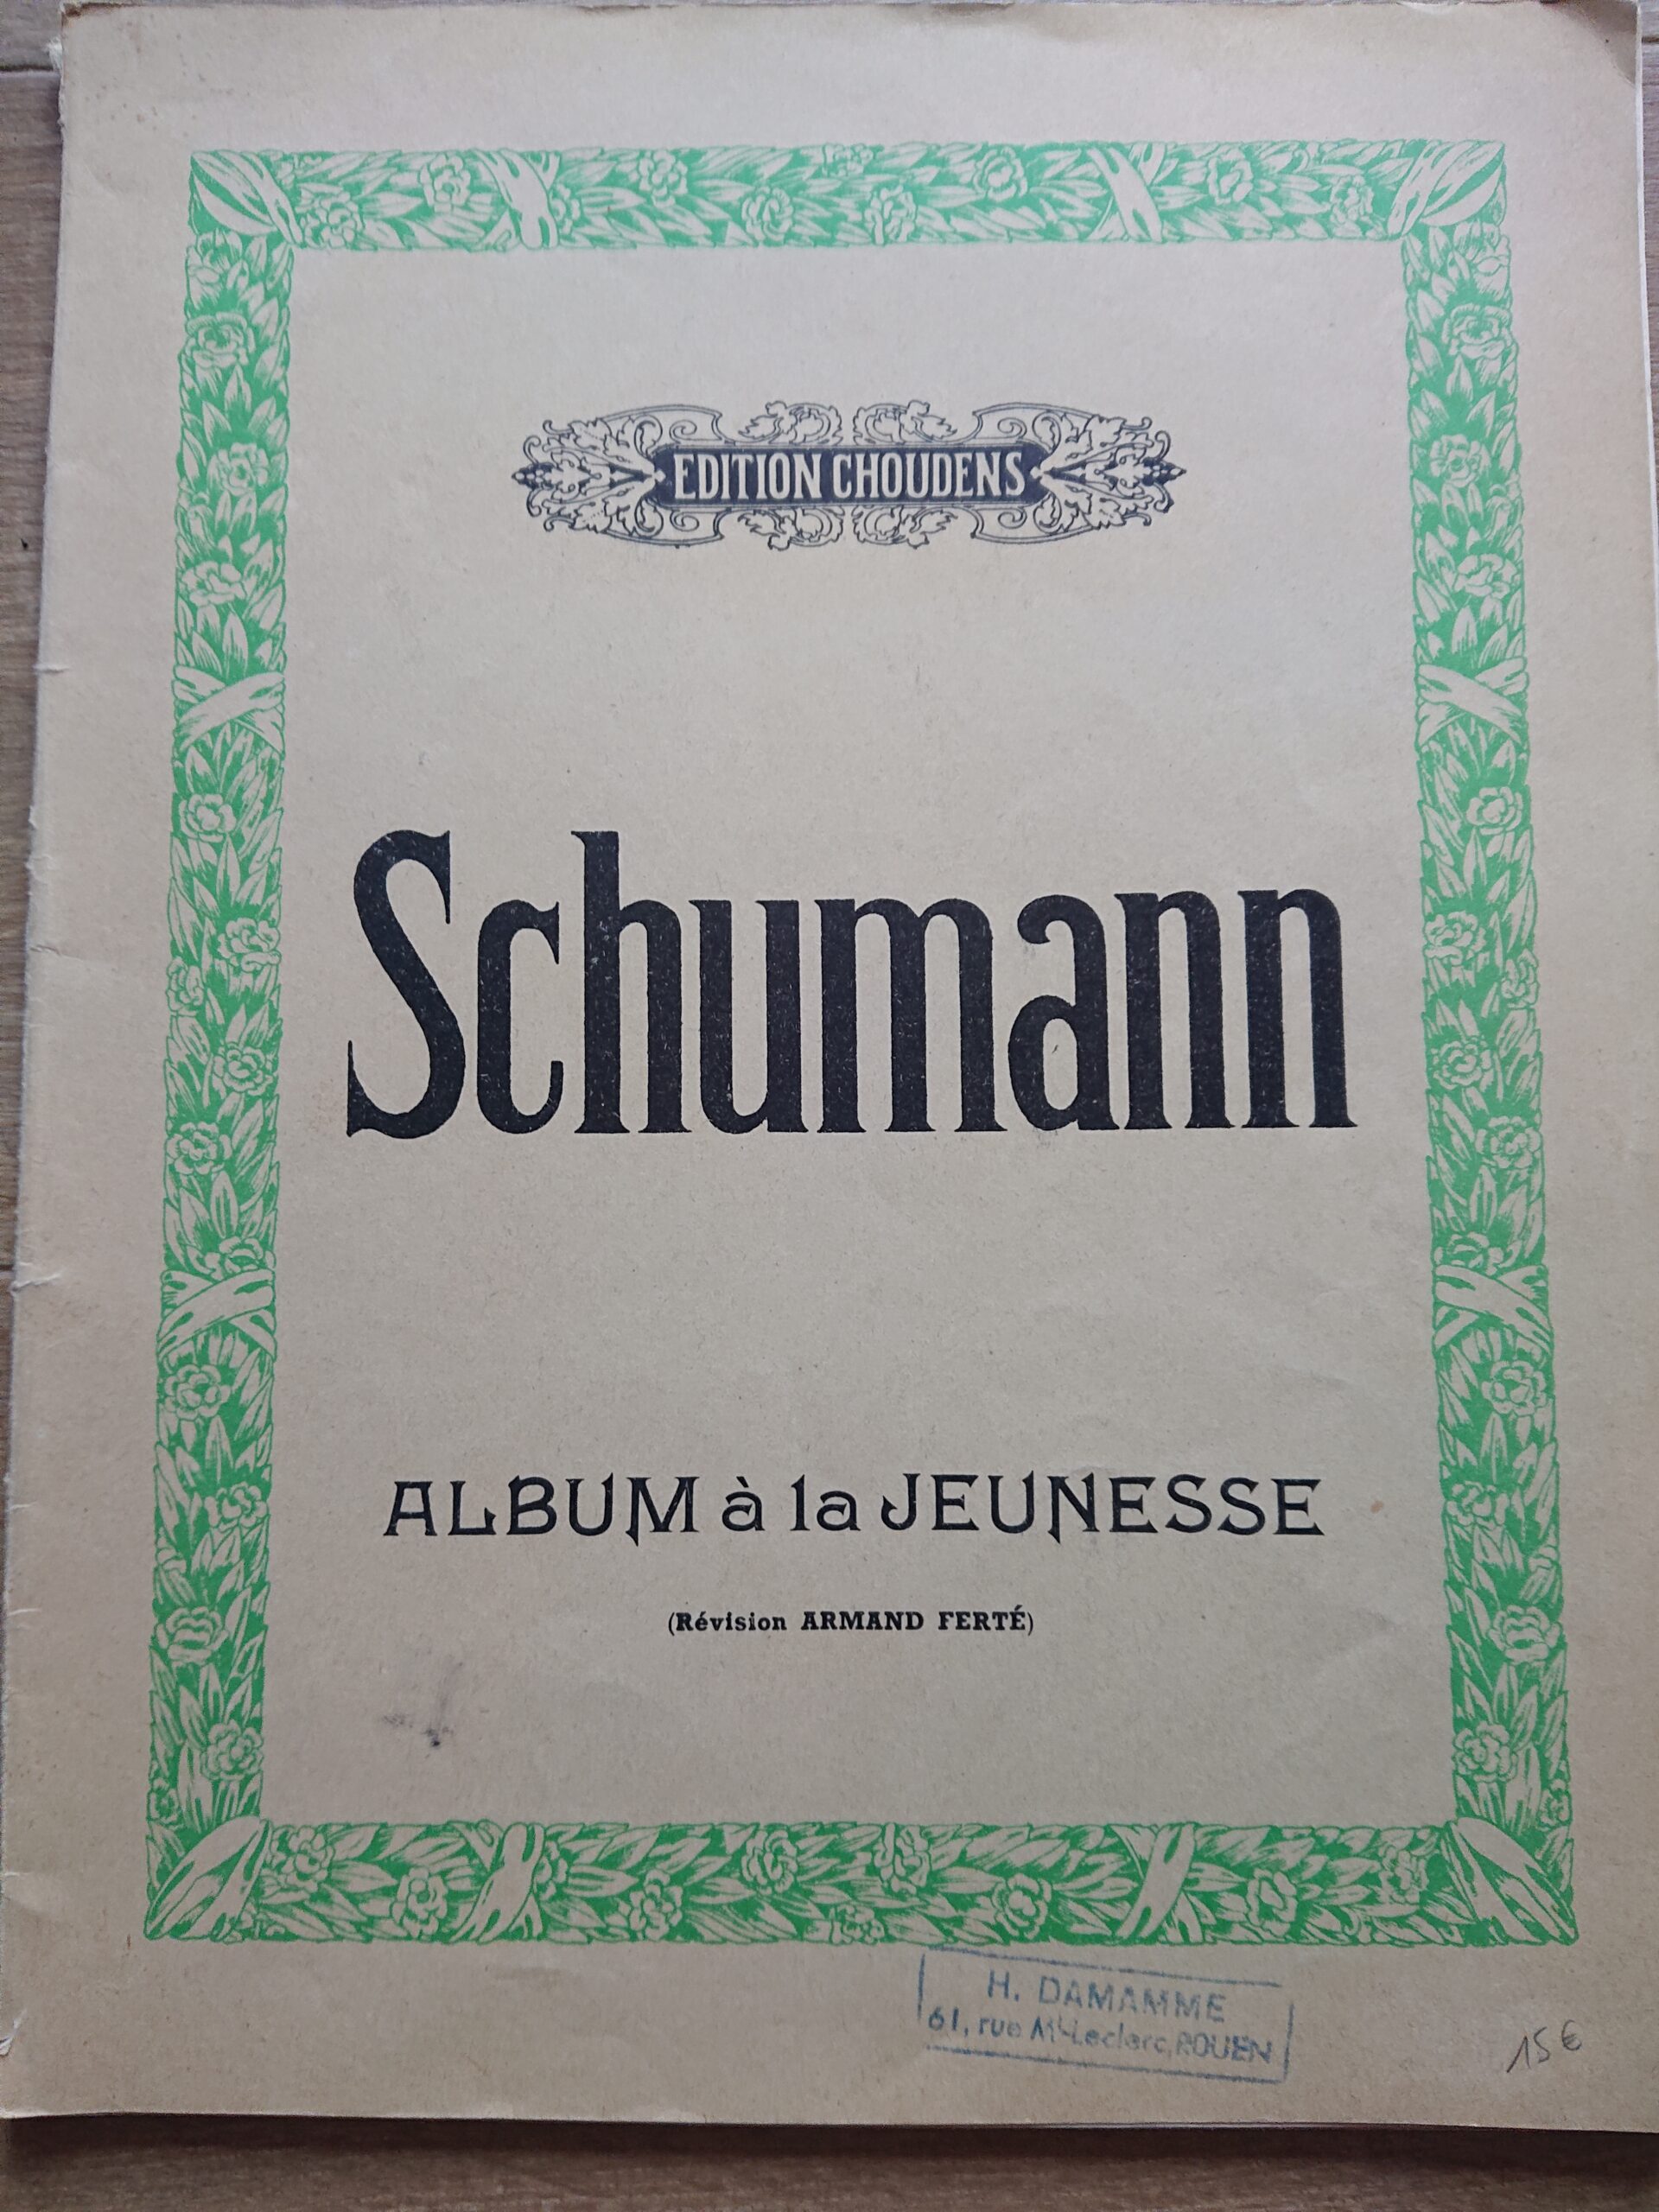 EDITION CHOUDENS
Schumann
ALBUM à la JEUNESSE
(Révision ARMAND FERTÉ)
H. DAMAMME
61, rue Mal Leclerc, ROUEN
15€